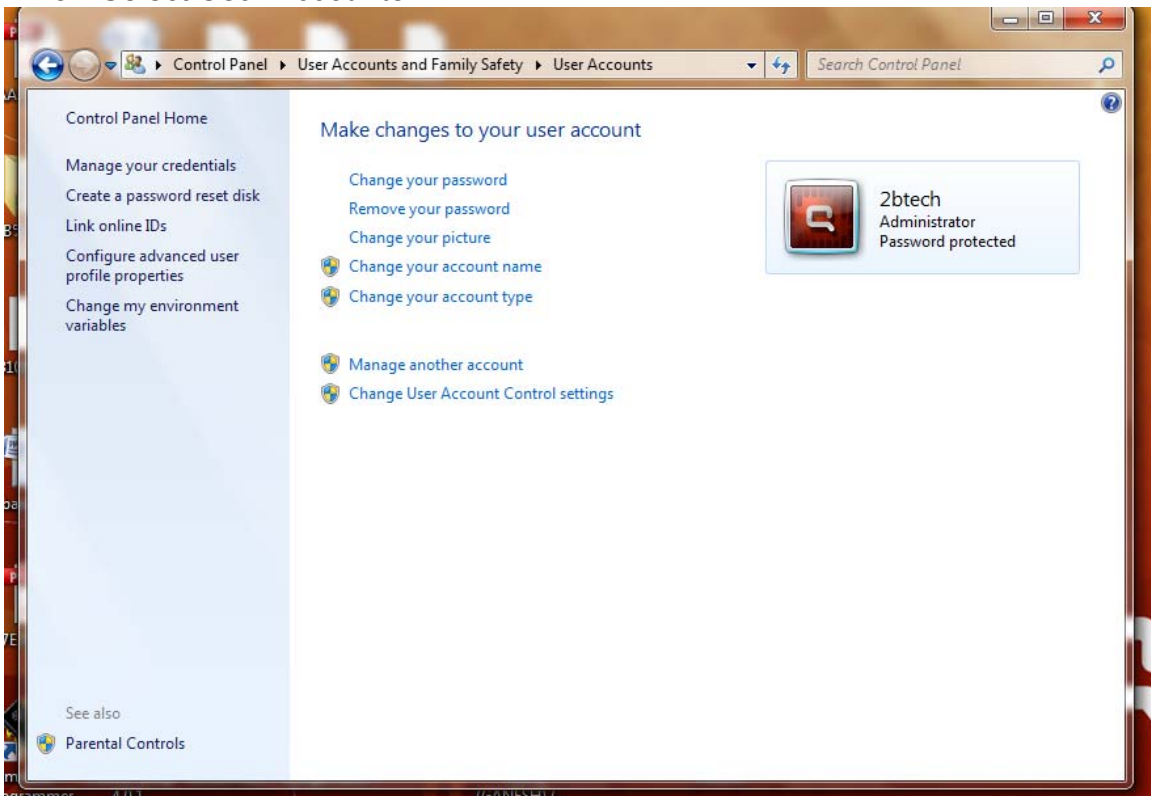 Control Panel ▸ User Accounts and Family Safety ▸ User Accounts
Search Control Panel
Control Panel Home
Manage your credentials
Create a password reset disk
Link online IDs
Configure advanced user
profile properties
Change my environment
variables
See also
Parental Controls
Make changes to your user account
Change your password
Remove your password
Change your picture
Change your account name
Change your account type
Manage another account
Change User Account Control settings
2btech
Administrator
Password protected